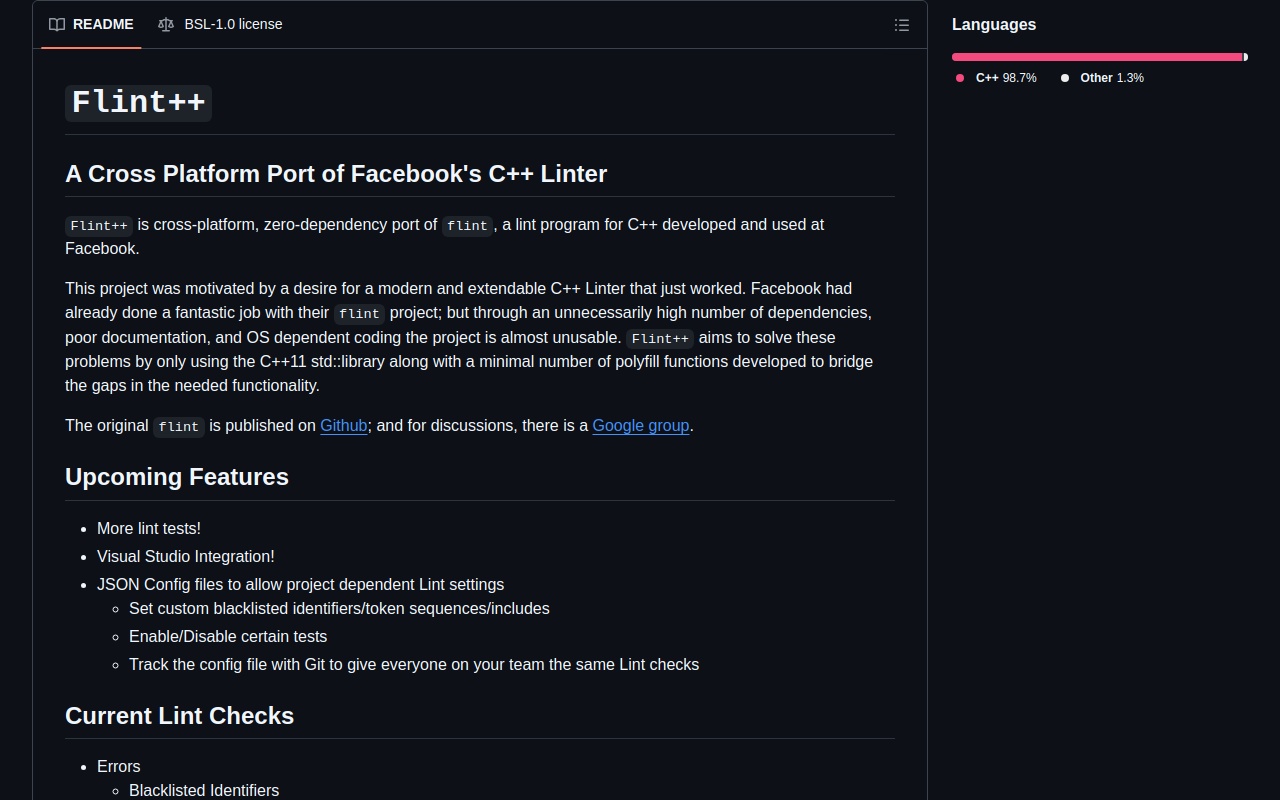 README
BSL-1.0 license
Flint++
A Cross Platform Port of Facebook's C++ Linter
Flint++ is cross-platform, zero-dependency port of flint, a lint program for C++ developed and used at
Facebook.
This project was motivated by a desire for a modern and extendable C++ Linter that just worked. Facebook had
already done a fantastic job with their flint project; but through an unnecessarily high number of dependencies,
poor documentation, and OS dependent coding the project is almost unusable. Flint++ aims to solve these
problems by only using the C++11 std::library along with a minimal number of polyfill functions developed to bridge
the gaps in the needed functionality.
The original flint is published on Github; and for discussions, there is a Google group.
Upcoming Features
More lint tests!
Visual Studio Integration!
JSON Config files to allow project dependent Lint settings
Set custom blacklisted identifiers/token sequences/includes
Enable/Disable certain tests
Track the config file with Git to give everyone on your team the same Lint checks
Current Lint Checks
Errors
Blacklisted Identifiers
Languages
C++ 98.7%
Other 1.3%